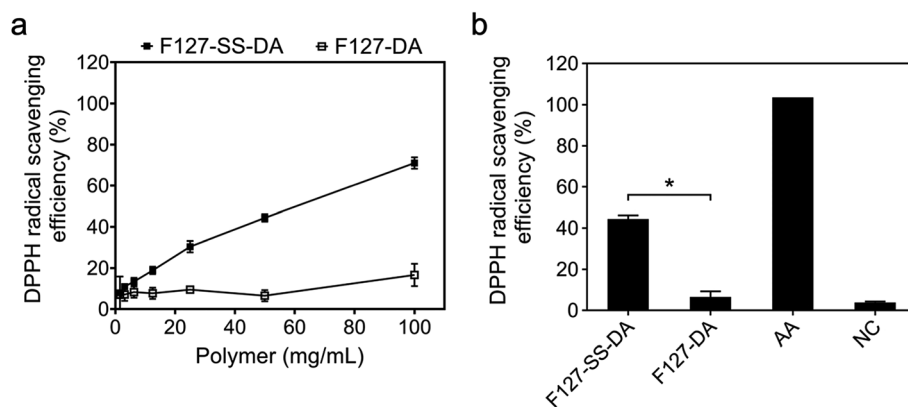 a
F127-SS-DA
F127-DA
DPPH radical scavenging
efficiency (%)
120
100
80
60
40
20
0
0 20 40 60 80 100
Polymer (mg/mL)
b
DPPH radical scavenging
efficiency (%)
120
100
80
60
40
20
0
*
F127-SS-DA
F127-DA
AA
NC